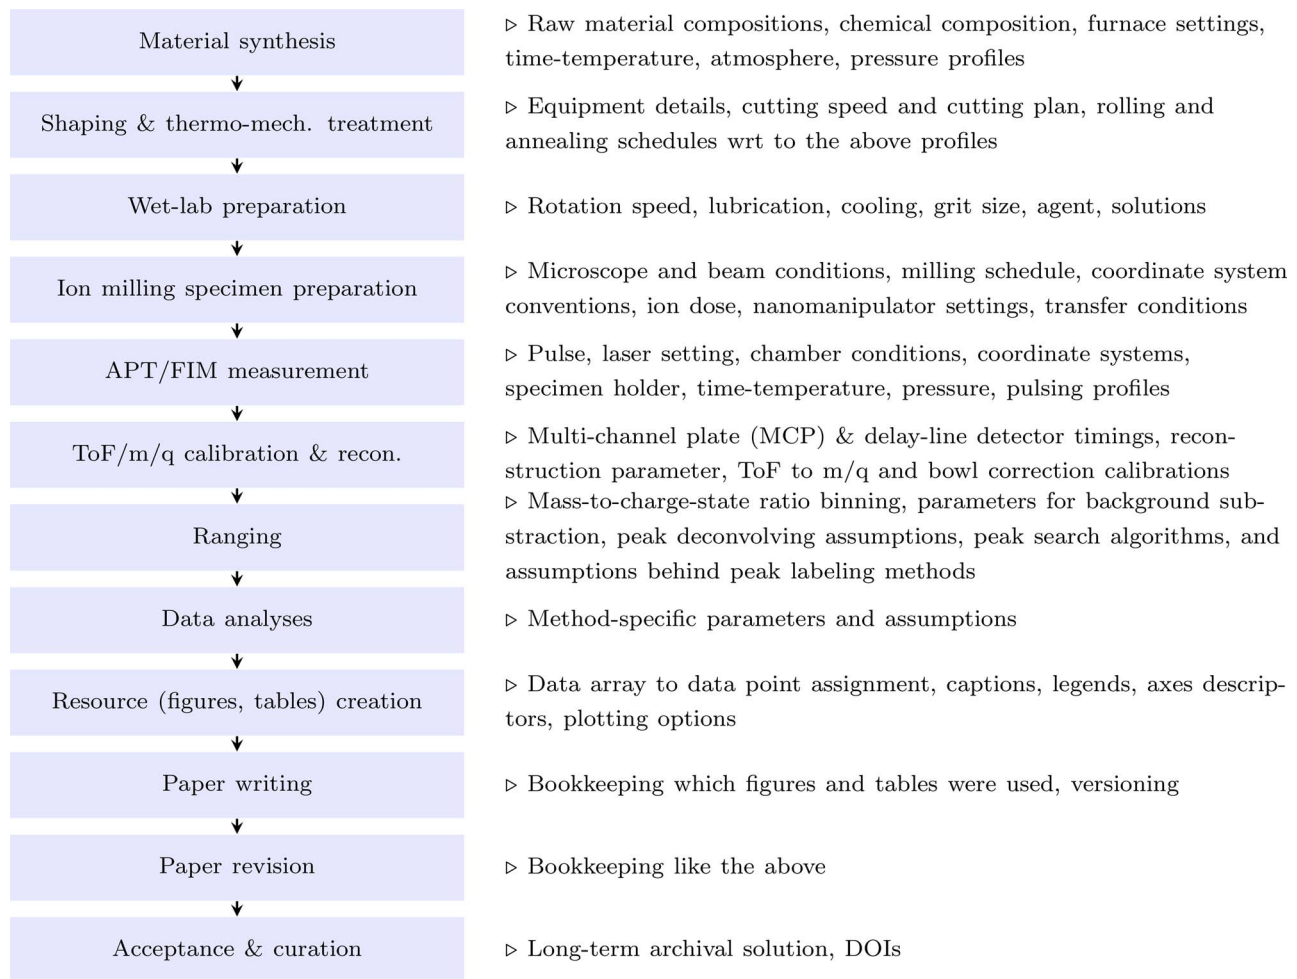 Material synthesis
▷ Raw material compositions, chemical composition, furnace settings,
time-temperature, atmosphere, pressure profiles
Shaping & thermo-mech. treatment
▷ Equipment details, cutting speed and cutting plan, rolling and
annealing schedules wrt to the above profiles
Wet-lab preparation
▷ Rotation speed, lubrication, cooling, grit size, agent, solutions
Ion milling specimen preparation
▷ Microscope and beam conditions, milling schedule, coordinate system
conventions, ion dose, nanomanipulator settings, transfer conditions
APT/FIM measurement
▷ Pulse, laser setting, chamber conditions, coordinate systems,
specimen holder, time-temperature, pressure, pulsing profiles
ToF/m/q calibration & recon.
▷ Multi-channel plate (MCP) & delay-line detector timings, recon-
struction parameter, ToF to m/q and bowl correction calibrations
Ranging
▷ Mass-to-charge-state ratio binning, parameters for background sub-
straction, peak deconvolving assumptions, peak search algorithms, and
assumptions behind peak labeling methods
Data analyses
▷ Method-specific parameters and assumptions
Resource (figures, tables) creation
▷ Data array to data point assignment, captions, legends, axes descrip-
tors, plotting options
Paper writing
▷ Bookkeeping which figures and tables were used, versioning
Paper revision
▷ Bookkeeping like the above
Acceptance & curation
▷ Long-term archival solution, DOIs